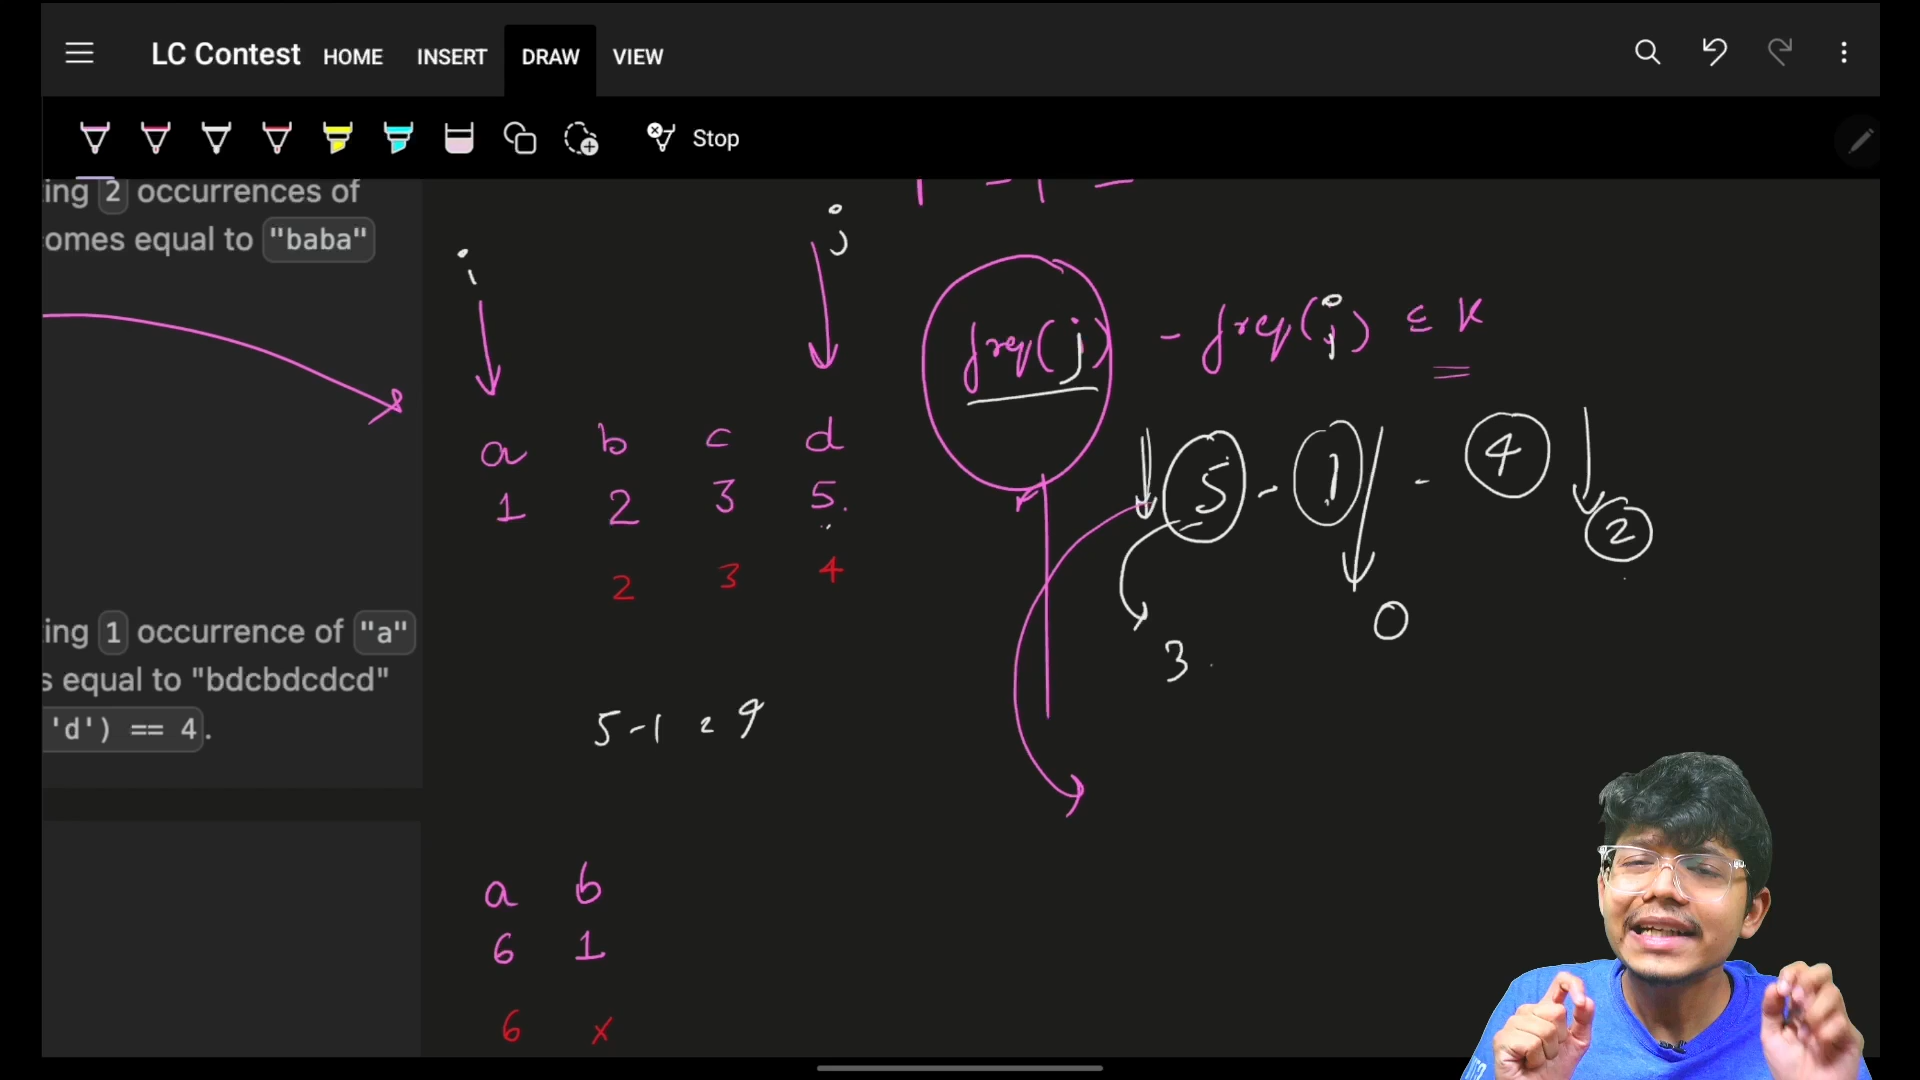 LC Contest HOME INSERT DRAW VIEW
Stop
ing 2 occurrences of
omes equal to "baba"
ing 1 occurrence of "a"
s equal to "bdcbdcdcd"
'd') == 4.
i
j
freq(j) - freq(i) ≤ K
a b c d
1 2 3 5.
2 3 4
5 - 1 - 4
2
0
3
5-1 = 4
a b
6 1
6 x